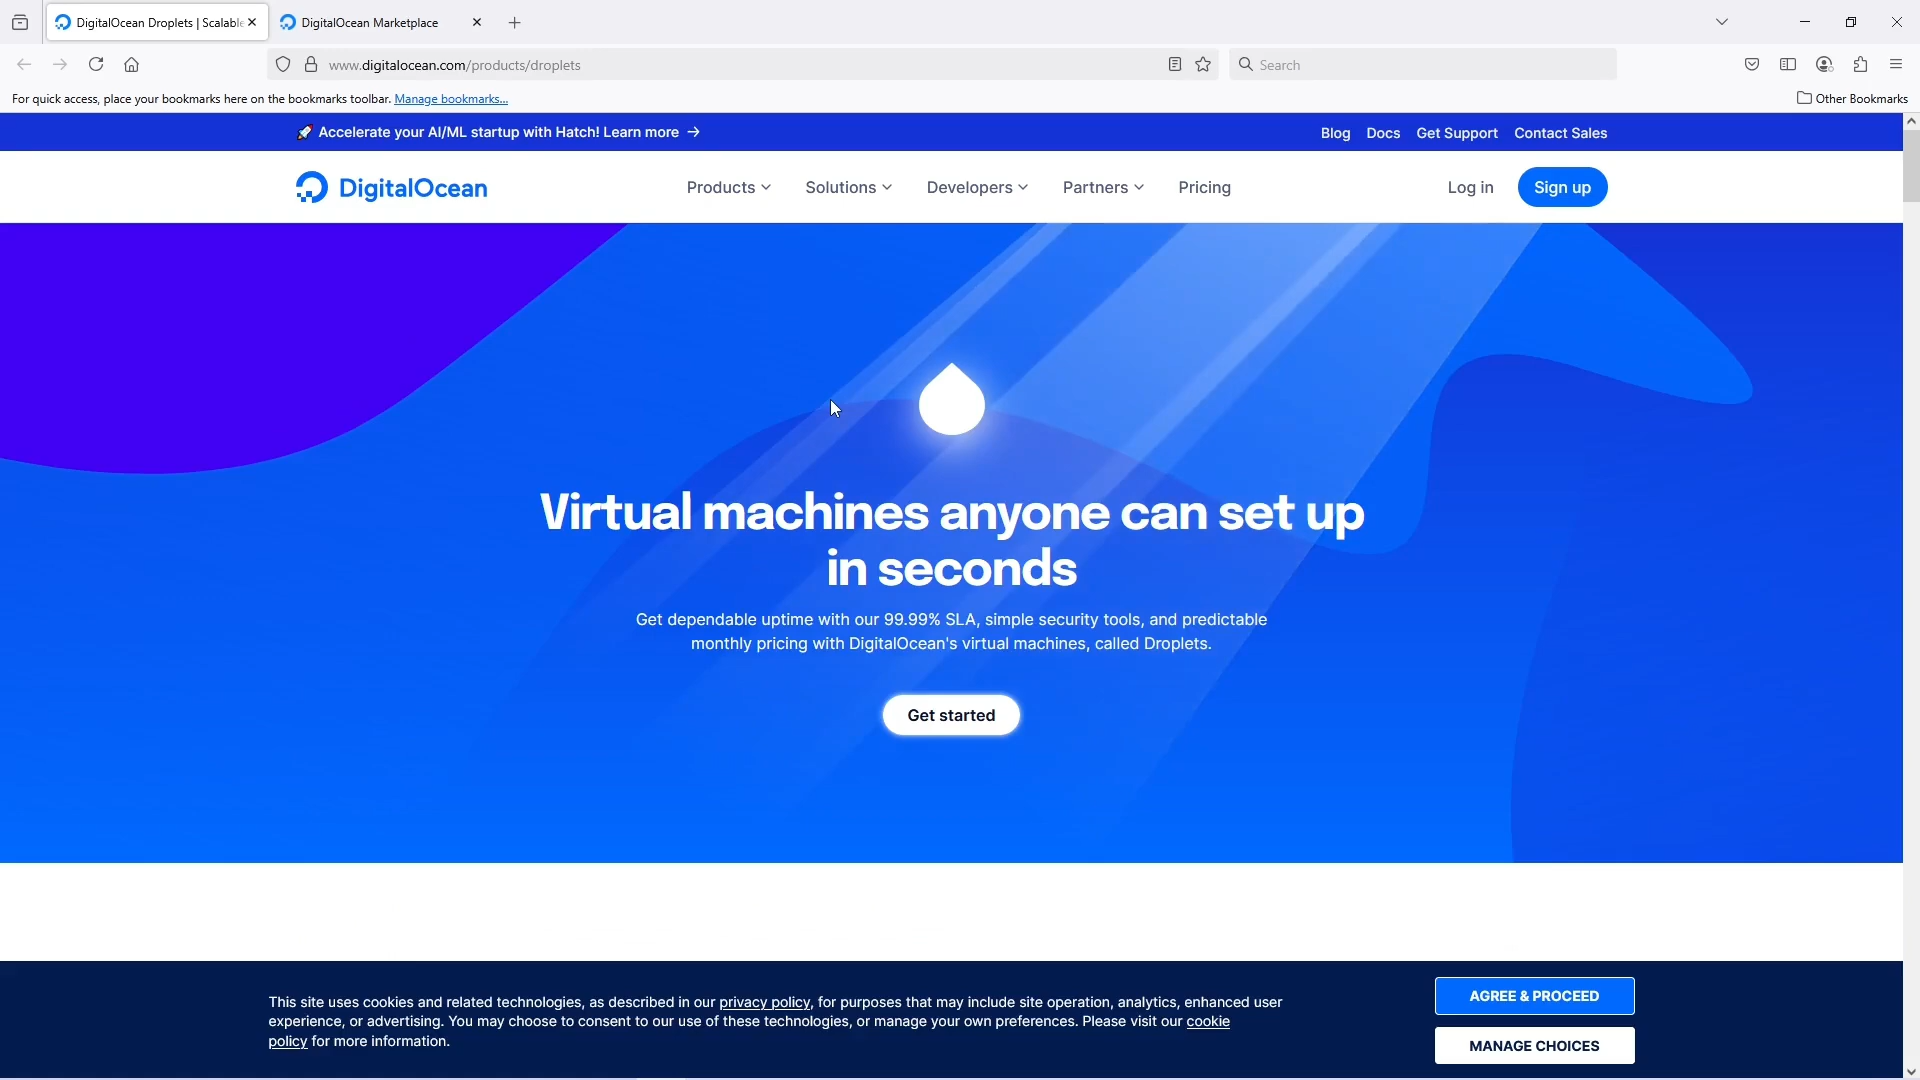 DigitalOcean Droplets | Scalable
DigitalOcean Marketplace
www.digitalocean.com/products/droplets
Search
For quick access, place your bookmarks here on the bookmarks toolbar. Manage bookmarks...
Other Bookmarks
🚀 Accelerate your AI/ML startup with Hatch! Learn more →
Blog Docs Get Support Contact Sales
DigitalOcean
Products Solutions Developers Partners Pricing
Log in Sign up
Virtual machines anyone can set up
in seconds
Get dependable uptime with our 99.99% SLA, simple security tools, and predictable
monthly pricing with DigitalOcean's virtual machines, called Droplets.
Get started
This site uses cookies and related technologies, as described in our privacy policy, for purposes that may include site operation, analytics, enhanced user
experience, or advertising. You may choose to consent to our use of these technologies, or manage your own preferences. Please visit our cookie
policy for more information.
AGREE & PROCEED
MANAGE CHOICES